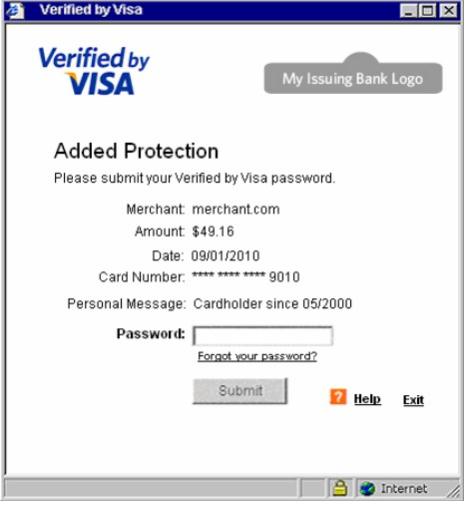 Verified by Visa
Verified by
VISA
My Issuing Bank Logo
Added Protection
Please submit your Verified by Visa password.
Merchant: merchant.com
Amount: $49.16
Date: 09/01/2010
Card Number: **** **** **** 9010
Personal Message: Cardholder since 05/2000
Password:
Forgot your password?
Submit
? Help Exit
Internet